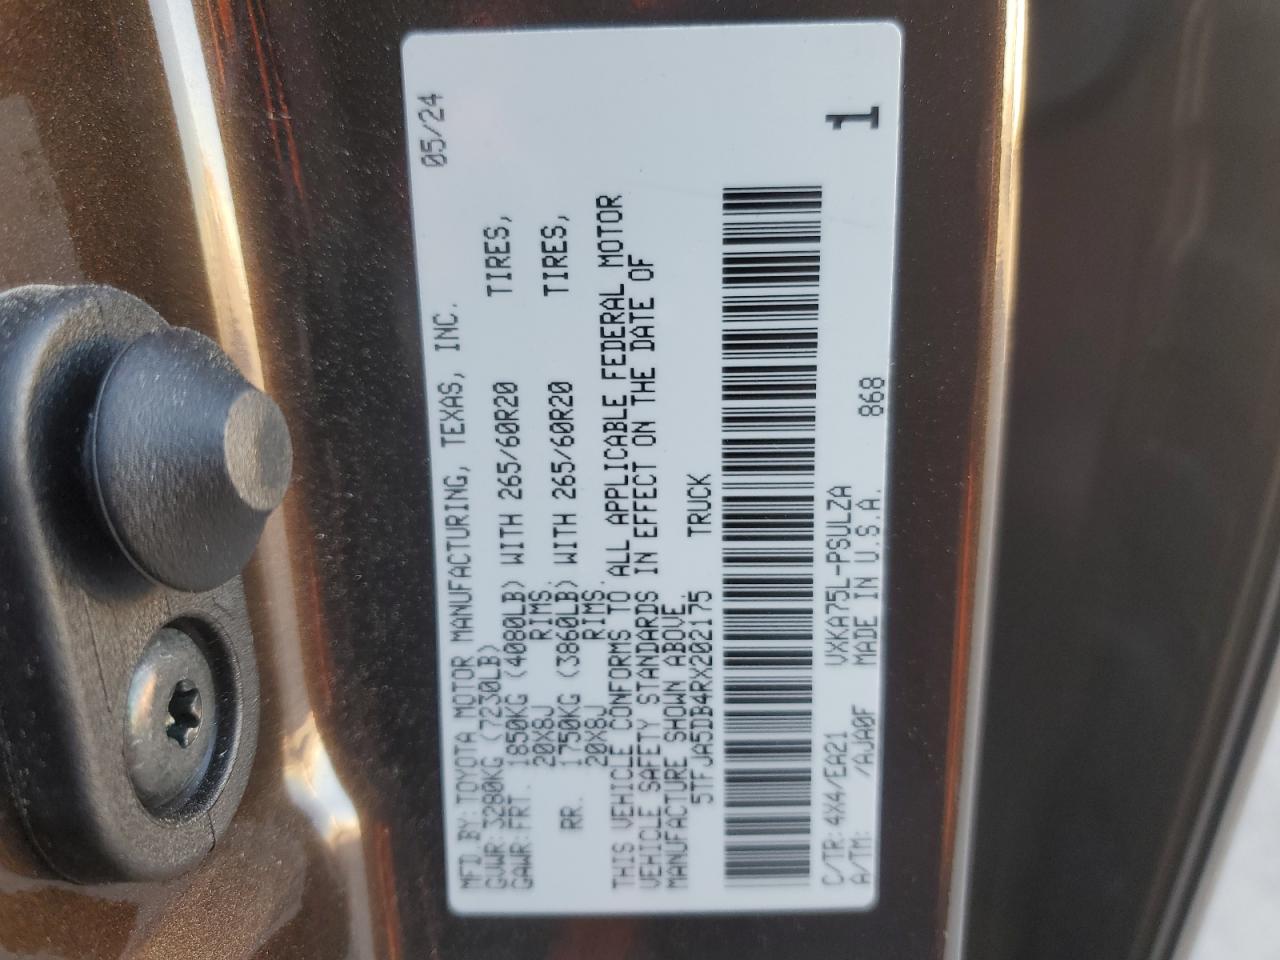 MFD.BY:TOYOTA MOTOR MANUFACTURING, TEXAS, INC. 05/24
GVWR:3280KG (7230LB)
GAWR:FRT. 1850KG (4080LB) WITH 265/60R20 TIRES,
20X8J RIMS.
RR. 1750KG (3860LB) WITH 265/60R20 TIRES,
20X8J RIMS.
THIS VEHICLE CONFORMS TO ALL APPLICABLE FEDERAL MOTOR
VEHICLE SAFETY STANDARDS IN EFFECT ON THE DATE OF
MANUFACTURE SHOWN ABOVE.
5TFJA5DB4RX202175 TRUCK
C/TR:4X4/EA21 VXKA75L-PSULZA 1
A/TM: /AJA0F MADE IN U.S.A. 868